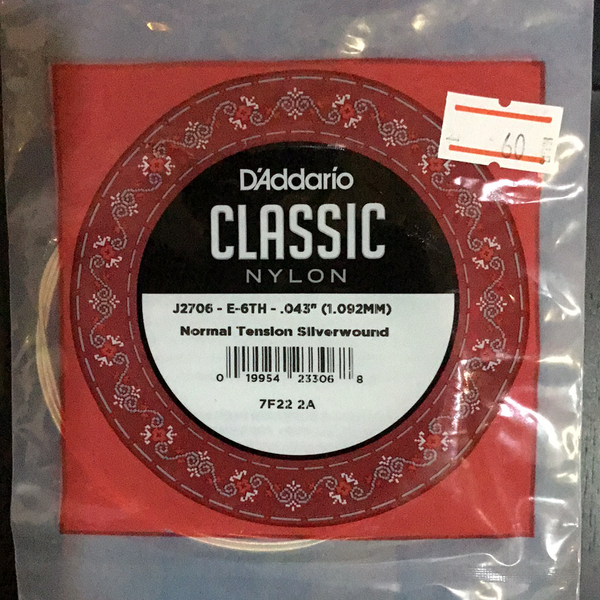 60
D'Addario
CLASSIC
NYLON
J2706 - E-6TH - .043" (1.092MM)
Normal Tension Silverwound
0 19954 23306 8
7F22 2A